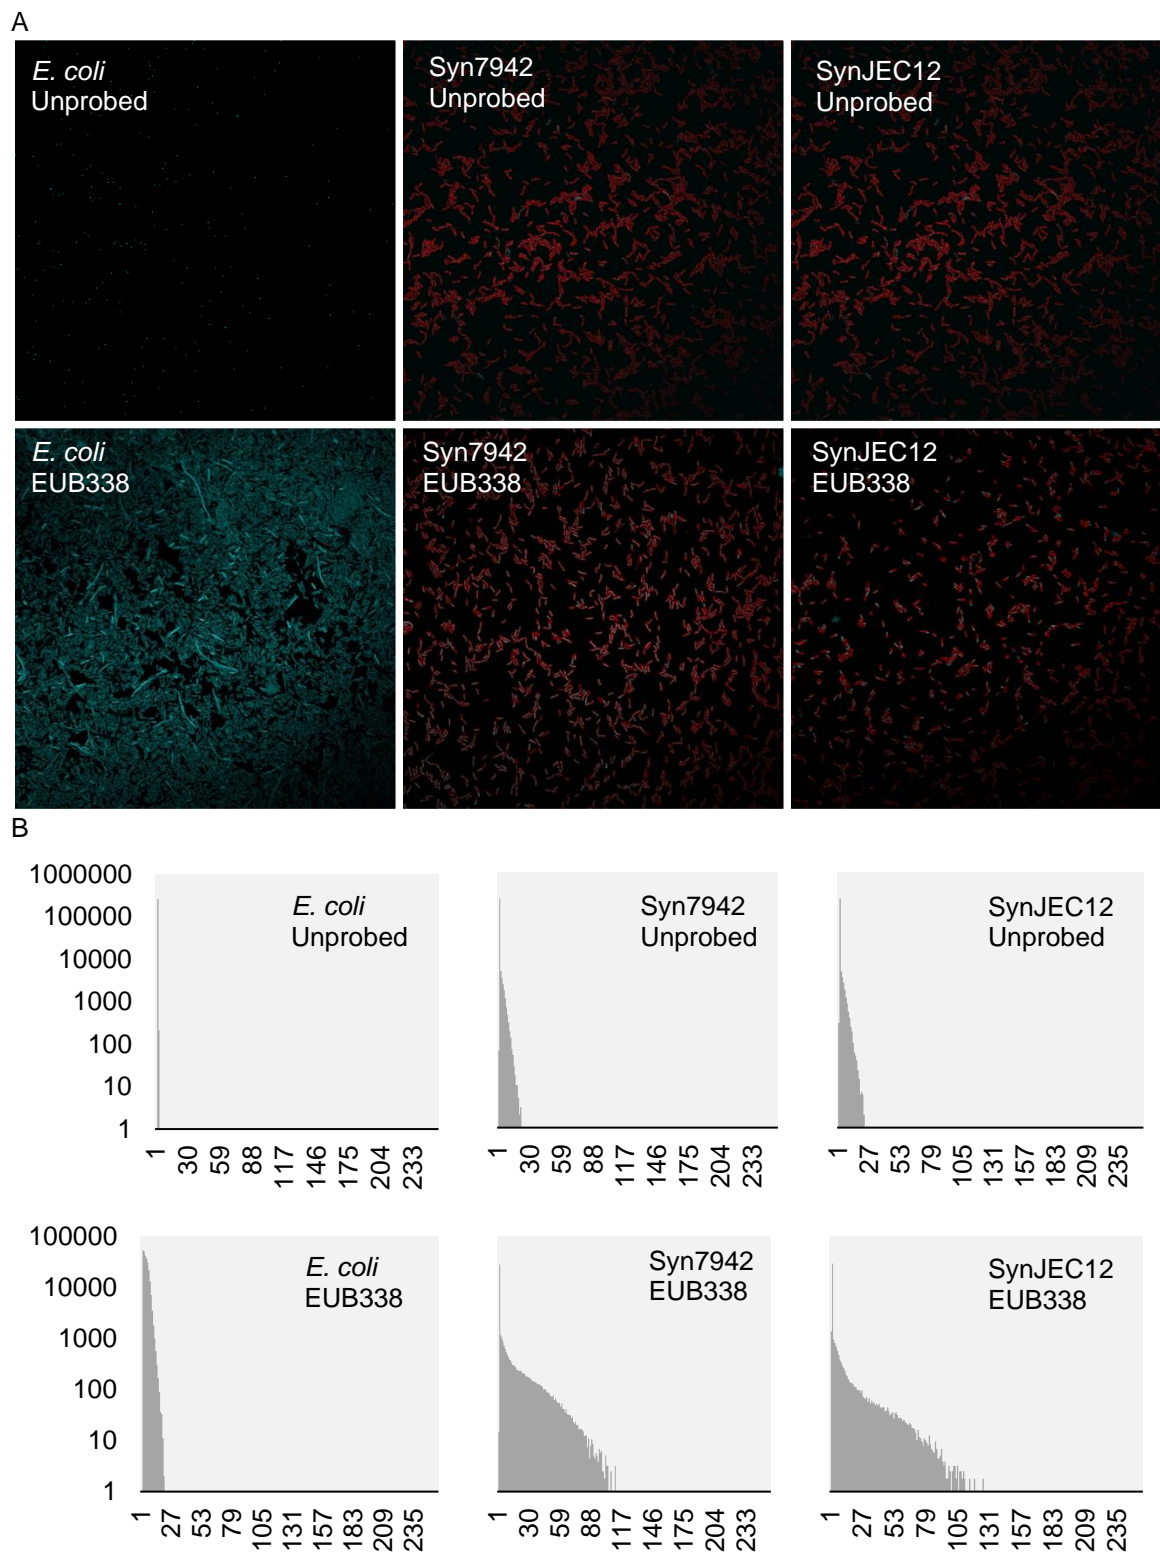 A
E. coli
Unprobed
Syn7942
Unprobed
SynJEC12
Unprobed
E. coli
EUB338
Syn7942
EUB338
SynJEC12
EUB338
B
1000000
100000
10000
1000
100
10
1
E. coli
Unprobed
1 30 59 88 117 146 175 204 233
Syn7942
Unprobed
1 30 59 88 117 146 175 204 233
SynJEC12
Unprobed
1 27 53 79 105 131 157 183 209 235
100000
10000
1000
100
10
1
E. coli
EUB338
1 27 53 79 105 131 157 183 209 235
Syn7942
EUB338
1 30 59 88 117 146 175 204 233
SynJEC12
EUB338
1 27 53 79 105 131 157 183 209 235